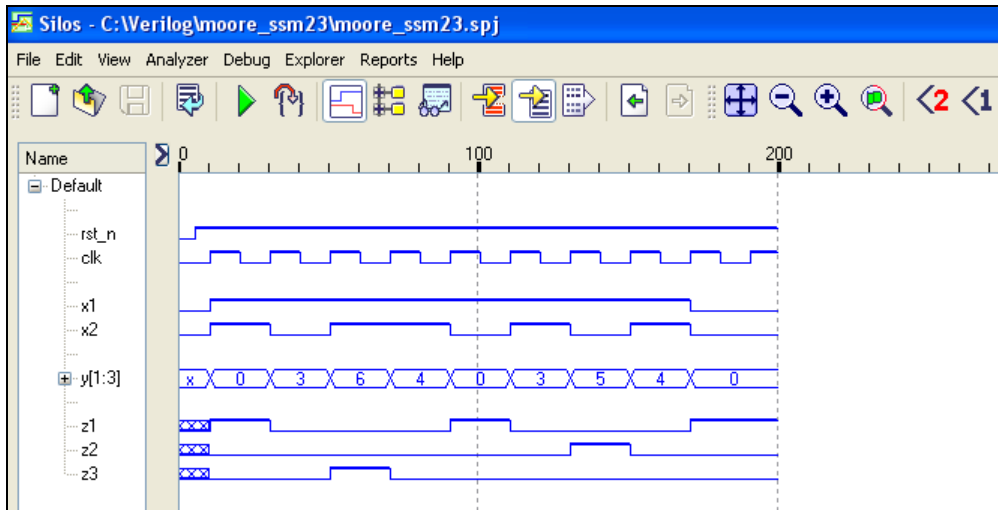 Silos - C:\Verilog\moore_ssm23\moore_ssm23.spj
File Edit View Analyzer Debug Explorer Reports Help
2 1
Name 0 100 200
Default
rst_n
clk
x1
x2
y[1:3] x 0 3 6 4 0 3 5 4 0
z1
z2
z3